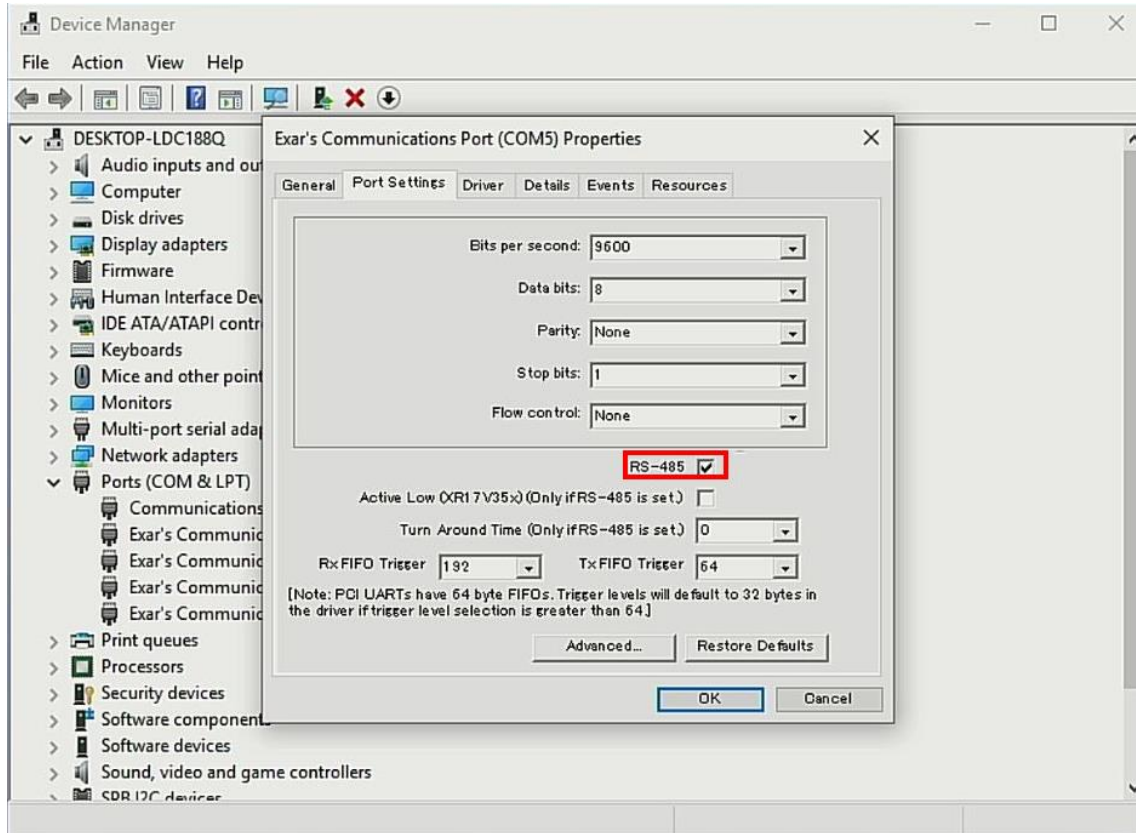 Device Manager
File Action View Help
DESKTOP-LDC188Q
Audio inputs and ou
Computer
Disk drives
Display adapters
Firmware
Human Interface Dev
IDE ATA/ATAPI contr
Keyboards
Mice and other point
Monitors
Multi-port serial ada
Network adapters
Ports (COM & LPT)
Communications
Exar's Communic
Exar's Communic
Exar's Communic
Exar's Communic
Print queues
Processors
Security devices
Software component
Software devices
Sound, video and game controllers
SPB I2C devices
Exar's Communications Port (COM5) Properties
General Port Settings Driver Details Events Resources
Bits per second: 9600
Data bits: 8
Parity: None
Stop bits: 1
Flow control: None
RS-485
Active Low (XR17V35x) (Only if RS-485 is set.)
Turn Around Time (Only if RS-485 is set.) 0
Rx FIFO Trigger 192 Tx FIFO Trigger 64
[Note: PCI UARTs have 64 byte FIFOs. Trigger levels will default to 32 bytes in
the driver if trigger level selection is greater than 64.]
Advanced... Restore Defaults
OK Cancel